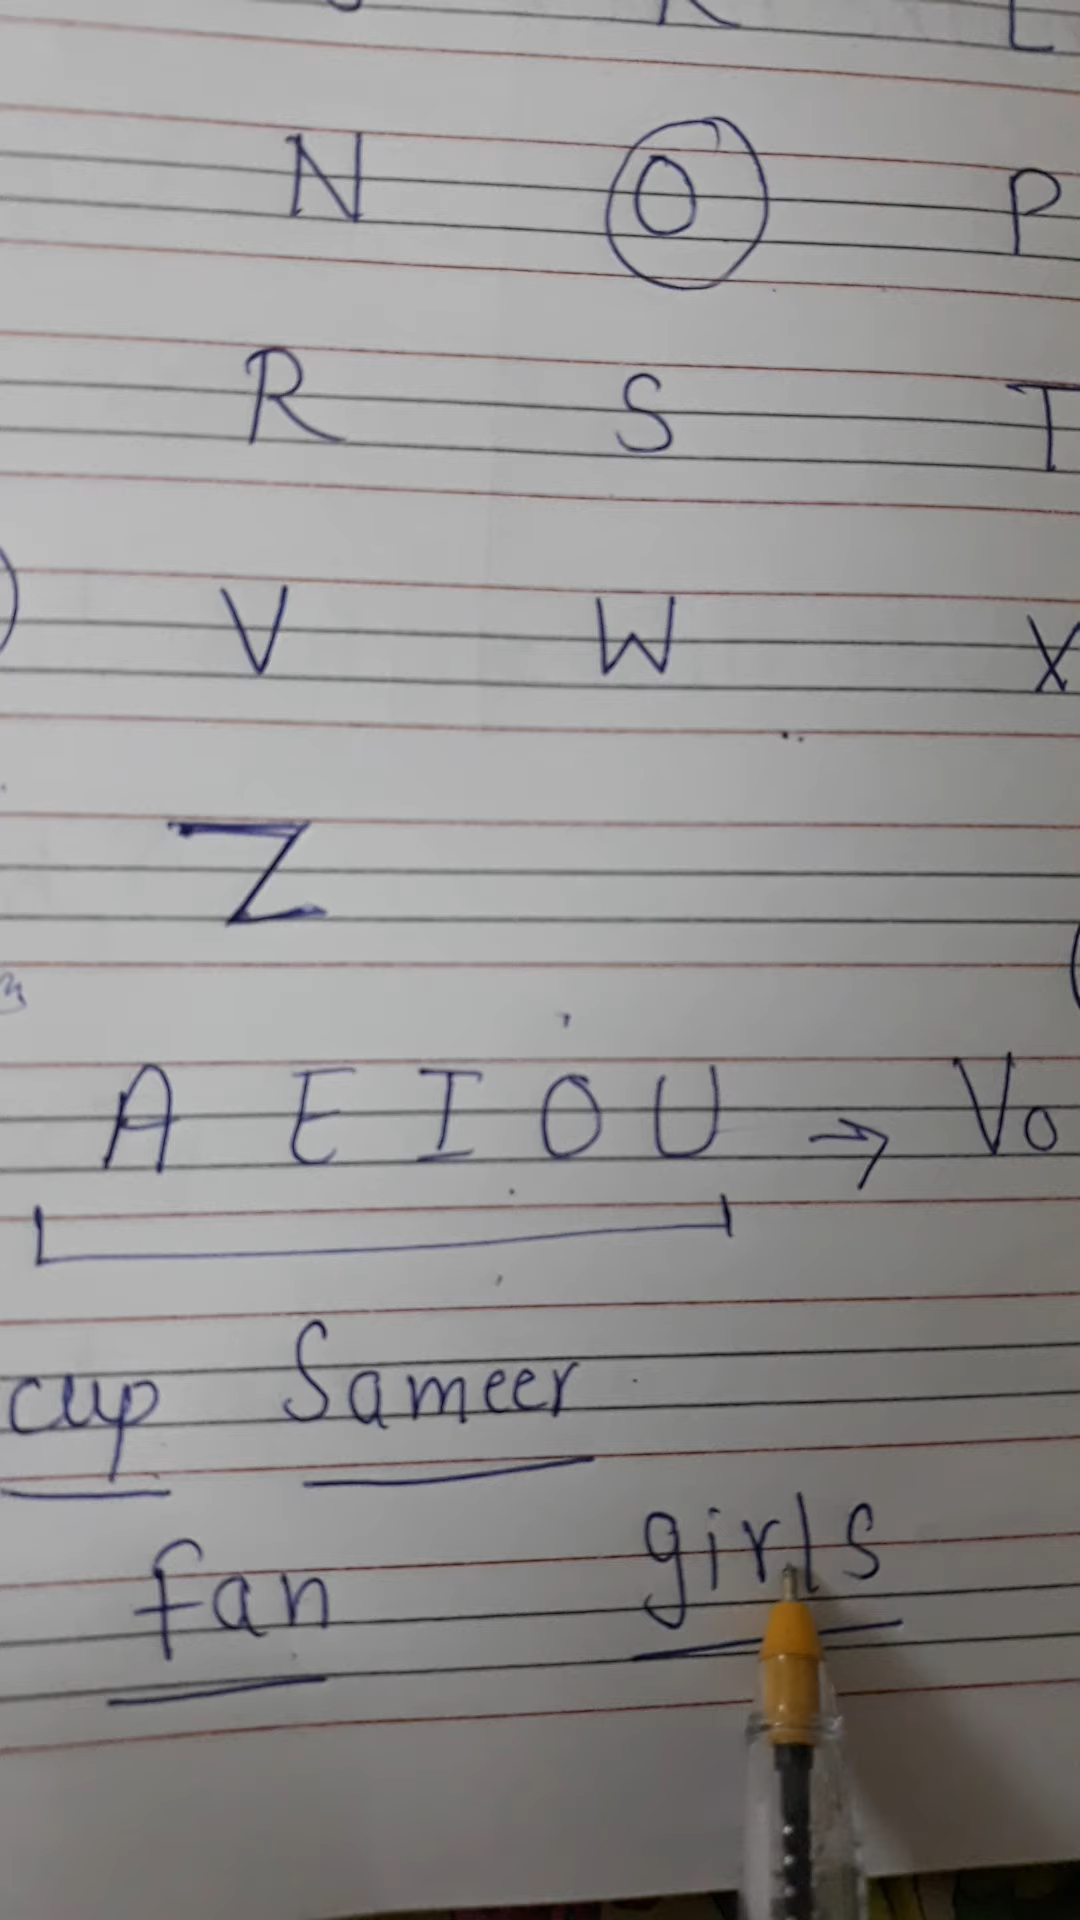 K L
N O P
R S T
V W X
Z
A E I O U → Vo
cup Sameer
fan girls